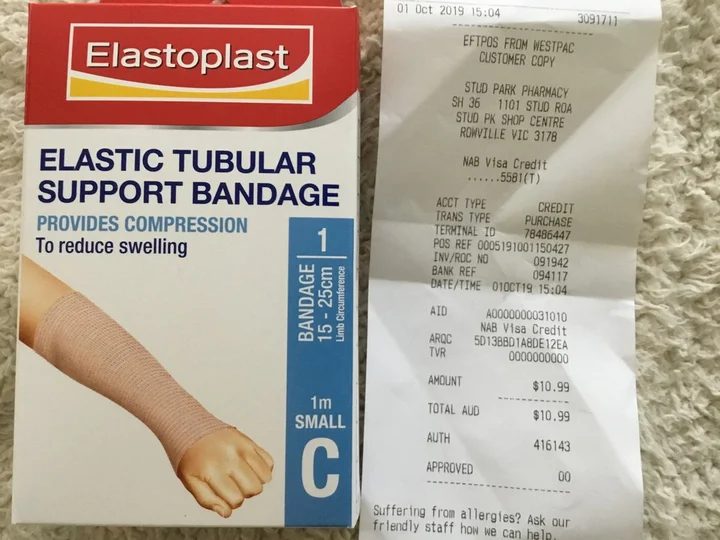 Elastoplast
ELASTIC TUBULAR
SUPPORT BANDAGE
PROVIDES COMPRESSION
To reduce swelling
1
BANDAGE
15 - 25cm
Limb Circumference
1m
SMALL
C
01 Oct 2019 15:04 3091711
EFTPOS FROM WESTPAC
CUSTOMER COPY
STUD PARK PHARMACY
SH 36 1101 STUD ROA
STUD PK SHOP CENTRE
ROWVILLE VIC 3178
NAB Visa Credit
......5581(T)
ACCT TYPE CREDIT
TRANS TYPE PURCHASE
TERMINAL ID 78486447
POS REF 0005191001150427
INV/ROC NO 091942
BANK REF 094117
DATE/TIME 01OCT19 15:04
AID A0000000031010
NAB Visa Credit
ARQC 5D13BBD1A8DE12EA
TVR 0000000000
AMOUNT $10.99
TOTAL AUD $10.99
AUTH 416143
APPROVED 00
Suffering from allergies? Ask our
friendly staff how we can help.